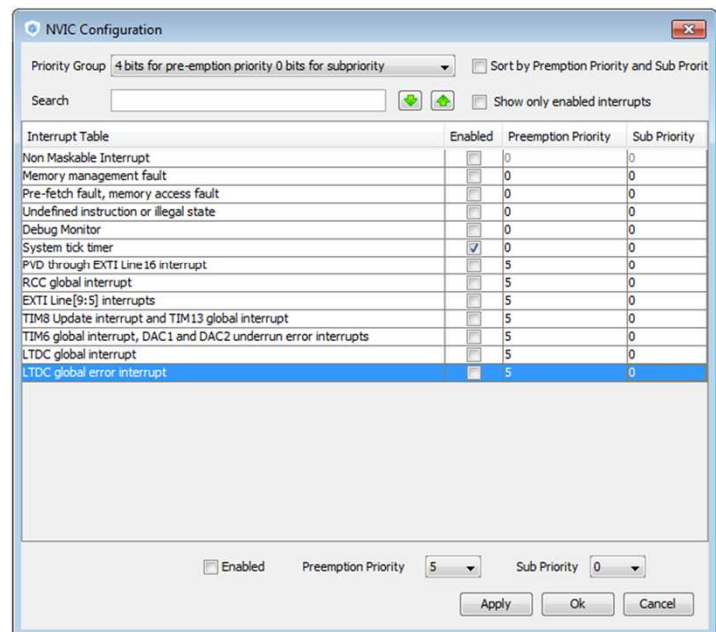 NVIC Configuration
Priority Group 4 bits for pre-emption priority 0 bits for subpriority Sort by Premption Priority and Sub Prorit
Search Show only enabled interrupts
Interrupt Table Enabled Preemption Priority Sub Priority
Non Maskable Interrupt 0 0
Memory management fault 0 0
Pre-fetch fault, memory access fault 0 0
Undefined instruction or illegal state 0 0
Debug Monitor 0 0
System tick timer 0 0
PVD through EXTI Line16 interrupt 5 0
RCC global interrupt 5 0
EXTI Line[9:5] interrupts 5 0
TIM8 Update interrupt and TIM13 global interrupt 5 0
TIM6 global interrupt, DAC1 and DAC2 underrun error interrupts 5 0
LTDC global interrupt 5 0
LTDC global error interrupt 5 0
Enabled Preemption Priority 5 Sub Priority 0
Apply Ok Cancel